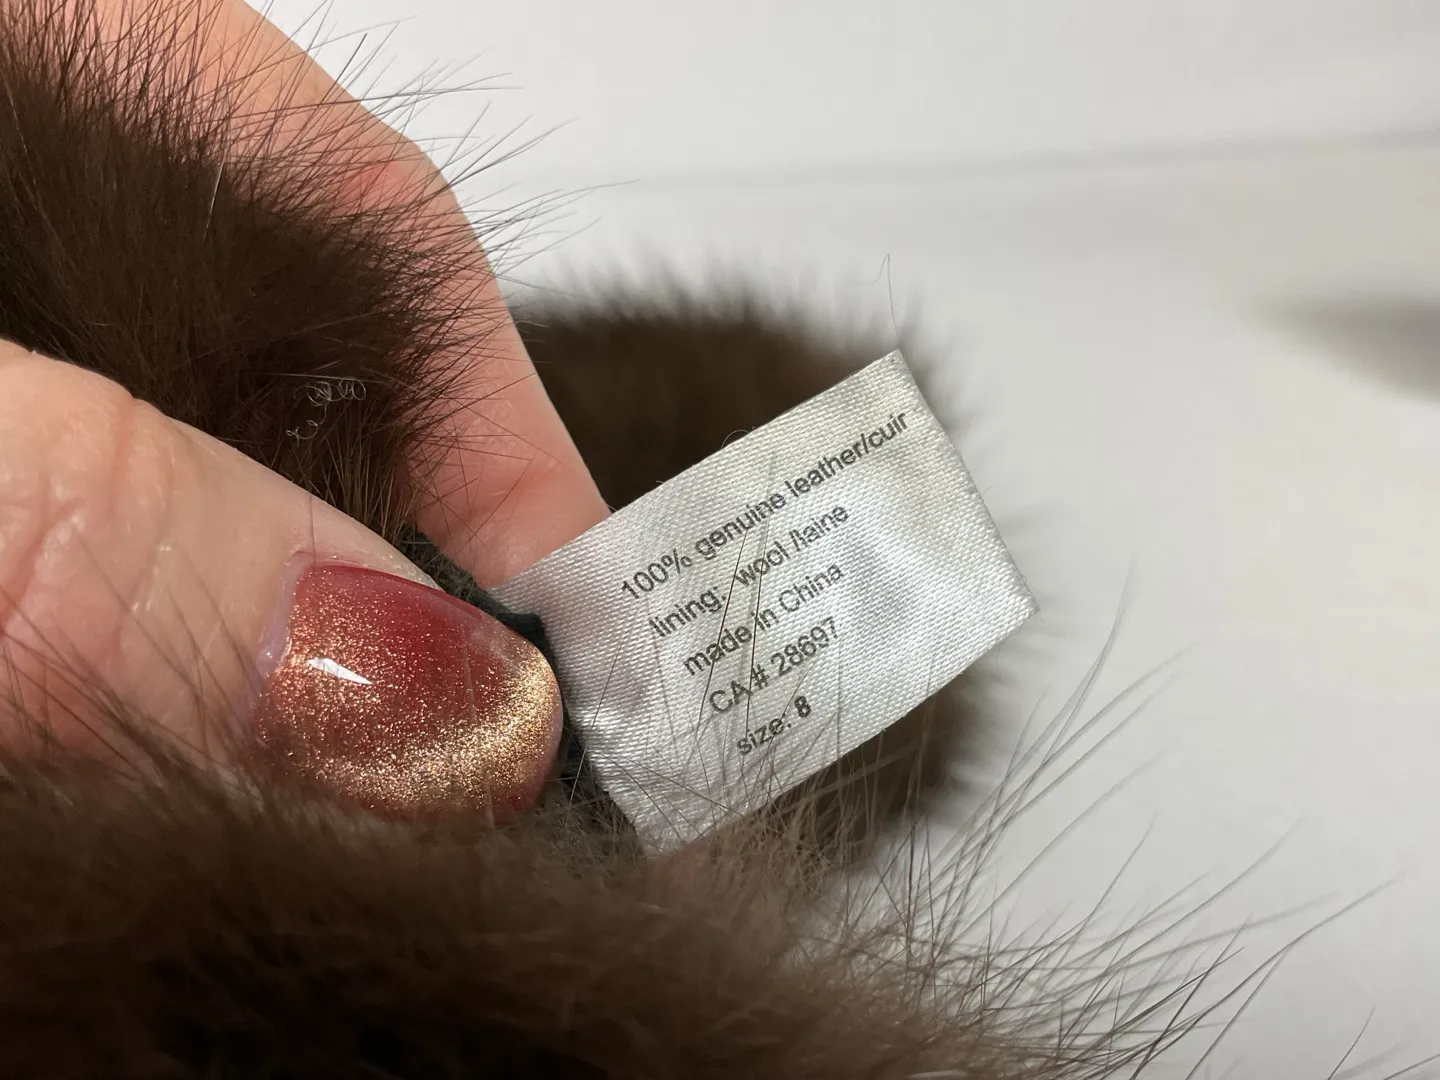 100% genuine leather/cuir
lining: wool /laine
made in China
CA # 28697
size: 8